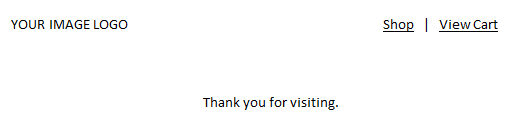 YOUR IMAGE LOGO Shop | View Cart
Thank you for visiting.